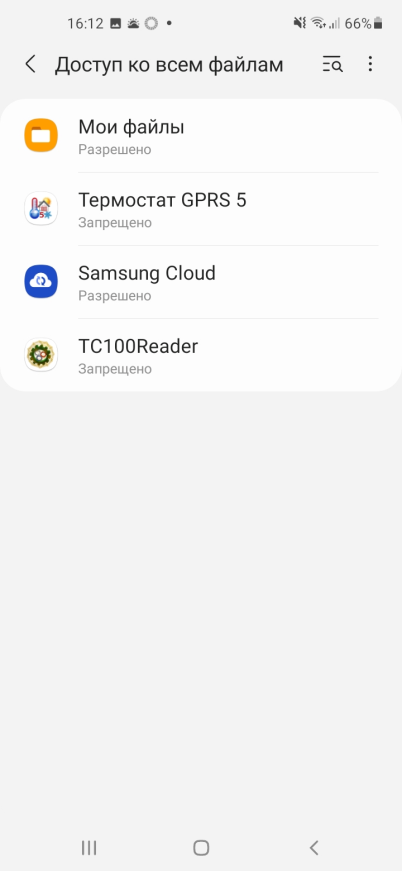 16:12 66%
Доступ ко всем файлам
Мои файлы
Разрешено
Термостат GPRS 5
Запрещено
Samsung Cloud
Разрешено
TC100Reader
Запрещено